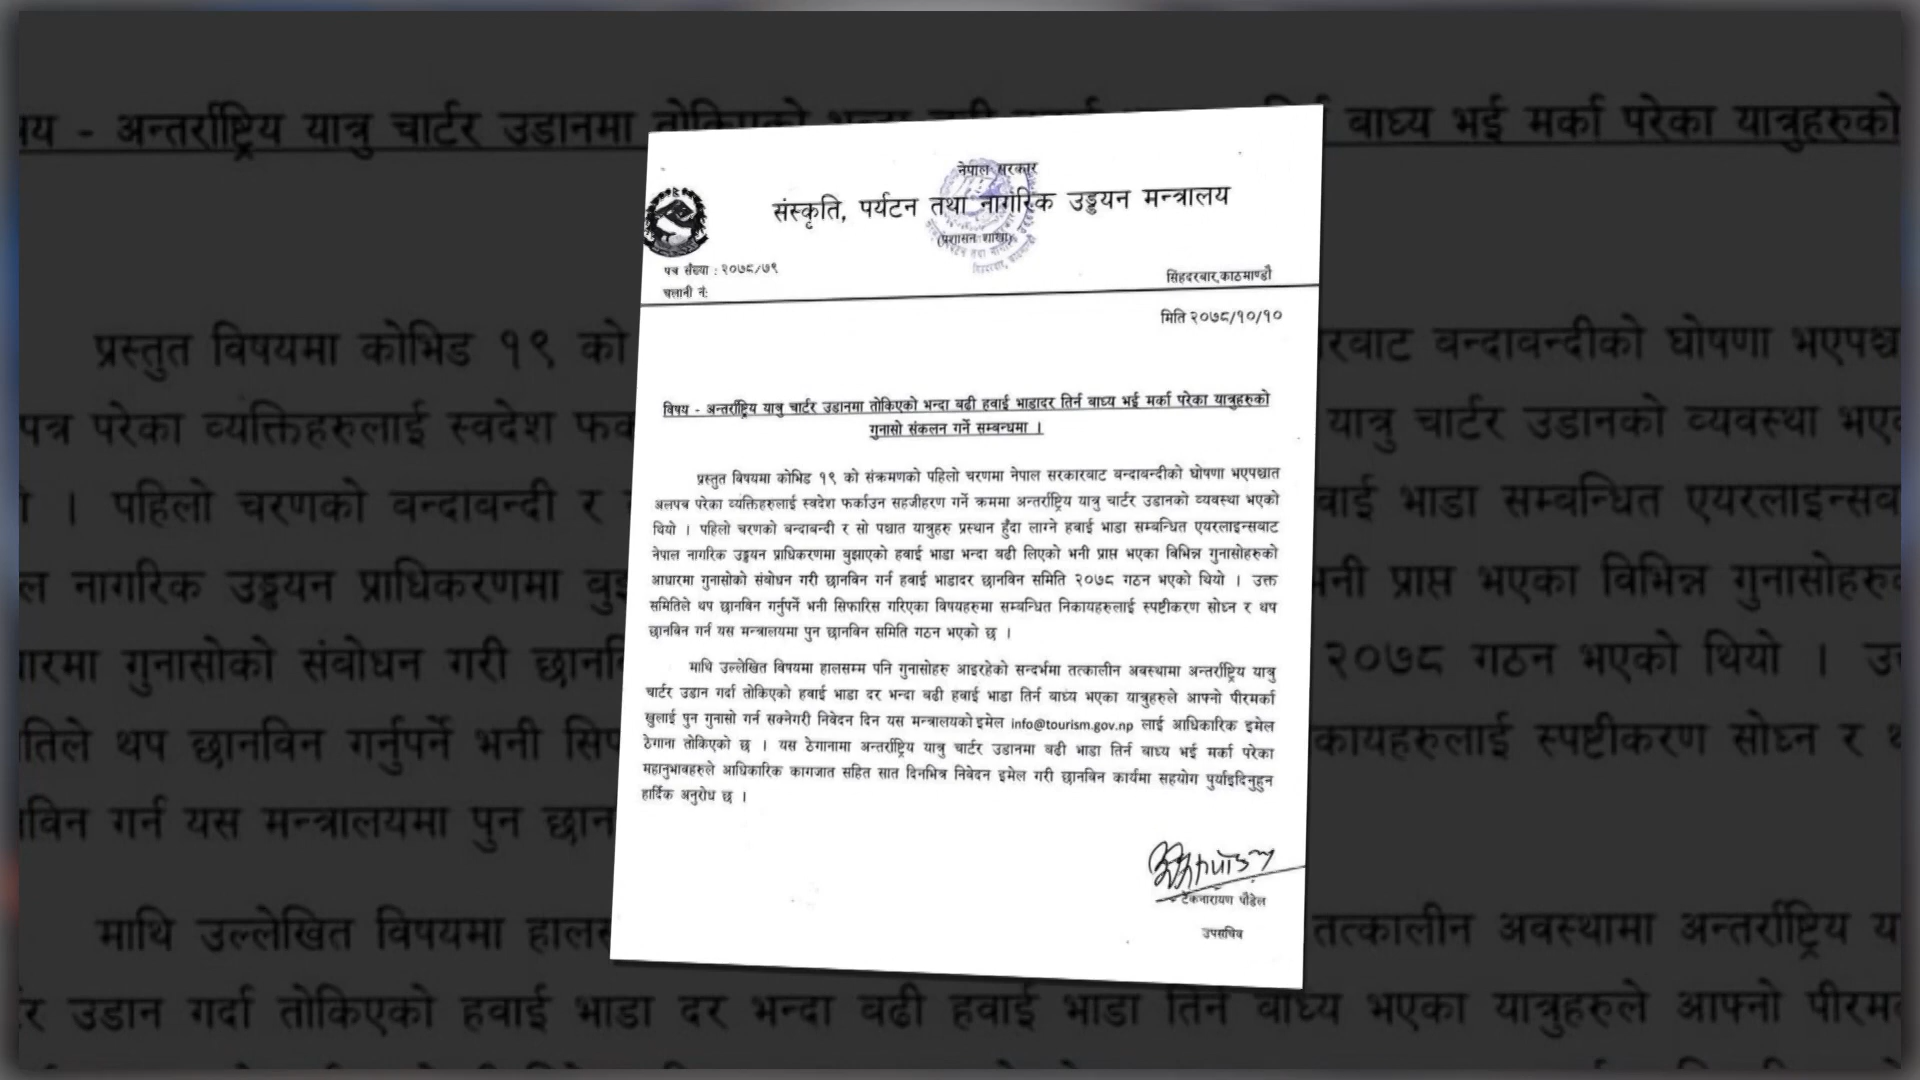 नेपाल सरकार
संस्कृति, पर्यटन तथा नागरिक उड्डयन मन्त्रालय
(प्रशासन शाखा)
पत्र संख्या : २०७८/७९
चलानी नं:
सिंहदरबार,काठमाण्डौ
मिति २०७८/१०/१०
विषय - अन्तर्राष्ट्रिय यात्रु चार्टर उडानमा तोकिएको भन्दा बढी हवाई भाडादर तिर्न बाध्य भई मर्का परेका यात्रुहरुको
गुनासो संकलन गर्ने सम्बन्धमा ।
प्रस्तुत विषयमा कोभिड १९ को संक्रमणको पहिलो चरणमा नेपाल सरकारबाट बन्दाबन्दीको घोषणा भएपश्चात
अलपत्र परेका व्यक्तिहरुलाई स्वदेश फर्काउन सहजीहरण गर्ने क्रममा अन्तर्राष्ट्रिय यात्रु चार्टर उडानको व्यवस्था भएको
थियो । पहिलो चरणको बन्दाबन्दी र सो पश्चात यात्रुहरु प्रस्थान हुँदा लाग्ने हवाई भाडा सम्बन्धित एयरलाइन्सबाट
नेपाल नागरिक उड्डयन प्राधिकरणमा बुझाएको हवाई भाडा भन्दा बढी लिएको भनी प्राप्त भएका विभिन्न गुनासोहरुको
आधारमा गुनासोको संबोधन गरी छानविन गर्न हवाई भाडादर छानविन समिति २०७८ गठन भएको थियो । उक्त
समितिले थप छानविन गर्नुपर्ने भनी सिफारिस गरिएका विषयहरुमा सम्बन्धित निकायहरुलाई स्पष्टीकरण सोध्न र थप
छानविन गर्न यस मन्त्रालयमा पुन छानविन समिति गठन भएको छ ।
माथि उल्लेखित विषयमा हालसम्म पनि गुनासोहरु आइरहेको सन्दर्भमा तत्कालीन अवस्थामा अन्तर्राष्ट्रिय यात्रु
चार्टर उडान गर्दा तोकिएको हवाई भाडा दर भन्दा बढी हवाई भाडा तिर्न बाध्य भएका यात्रुहरुले आफ्नो पीरमर्का
खुलाई पुन गुनासो गर्न सक्नेगरी निवेदन दिन यस मन्त्रालयको इमेल info@tourism.gov.np लाई आधिकारिक इमेल
ठेगाना तोकिएको छ । यस ठेगानामा अन्तर्राष्ट्रिय यात्रु चार्टर उडानमा बढी भाडा तिर्न बाध्य भई मर्का परेका
महानुभावहरुले आधिकारिक कागजात सहित सात दिनभित्र निवेदन इमेल गरी छानविन कार्यमा सहयोग पुर्याइदिनुहुन
हार्दिक अनुरोध छ ।
टेकनारायण पौडेल
उपसचिव